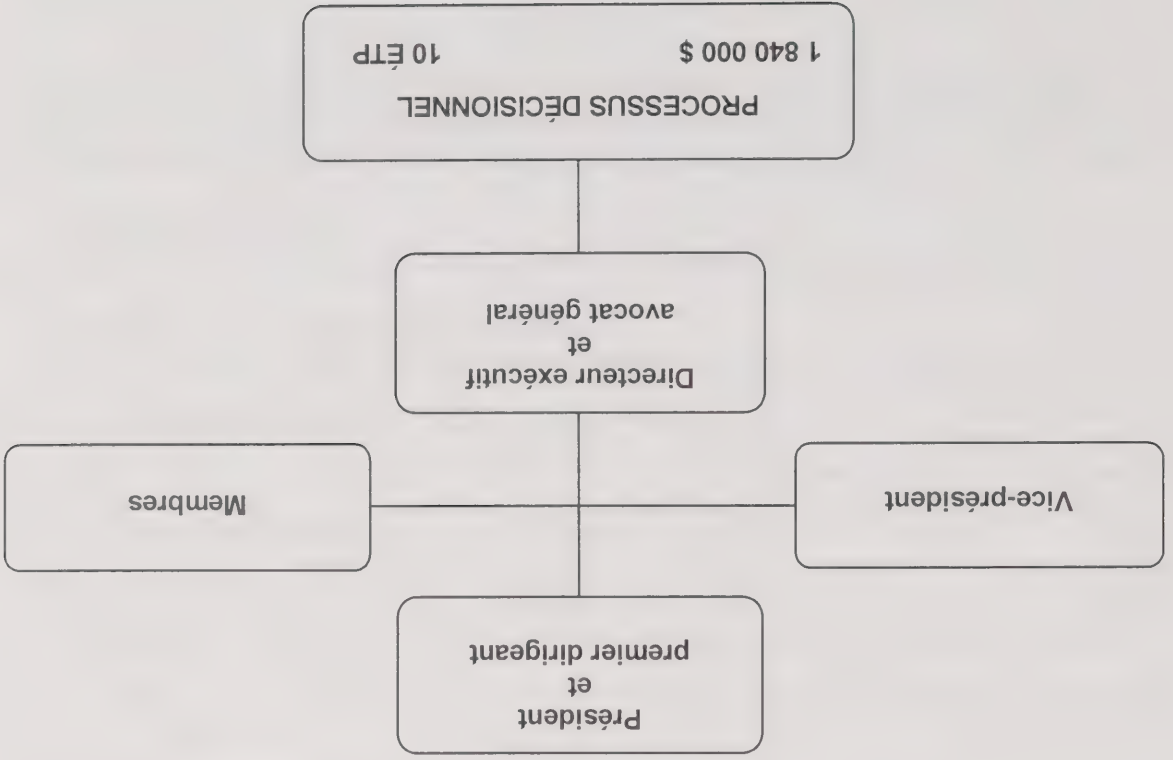 Président
et
premier dirigeant
Vice-président
Membres
Directeur exécutif
et
avocat général
PROCESSUS DÉCISIONNEL
1 840 000 $ 10 ÉTP